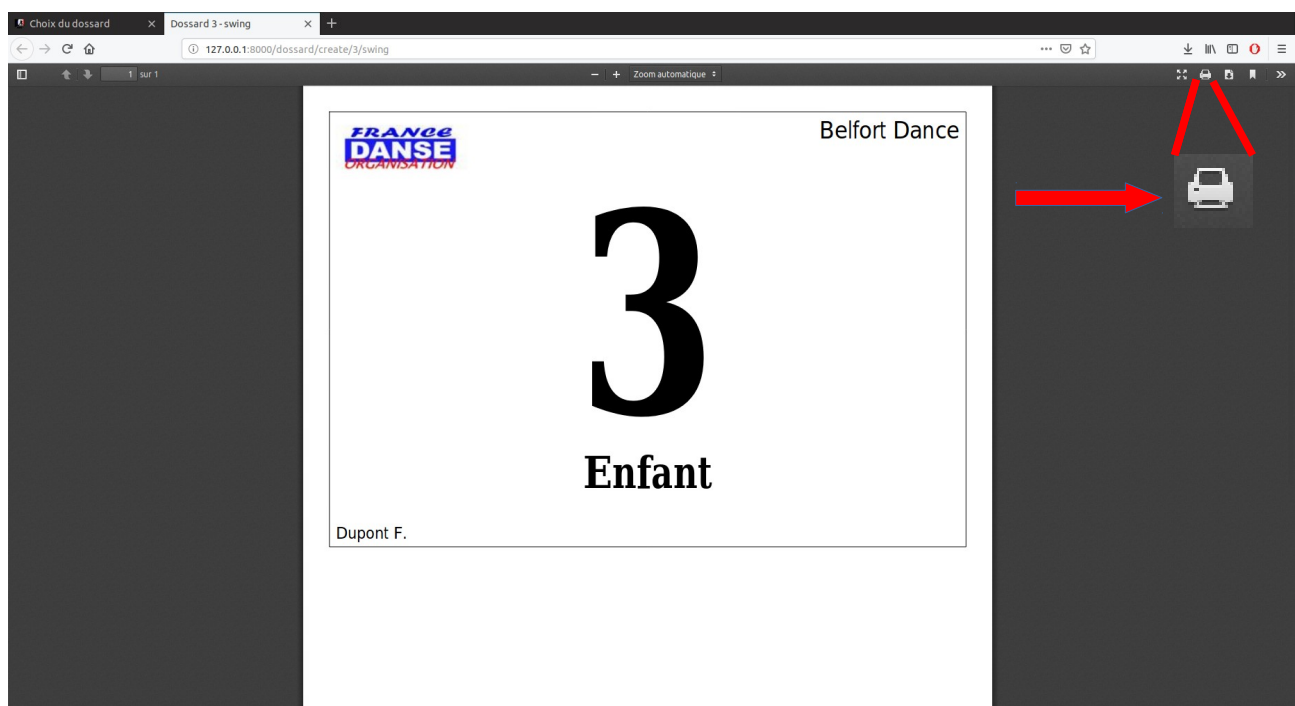 Choix du dossard
Dossard 3 - swing
127.0.0.1:8000/dossard/create/3/swing
1 sur 1
Zoom automatique
FRANCE
DANSE
ORGANISATION
Belfort Dance
3
Enfant
Dupont F.